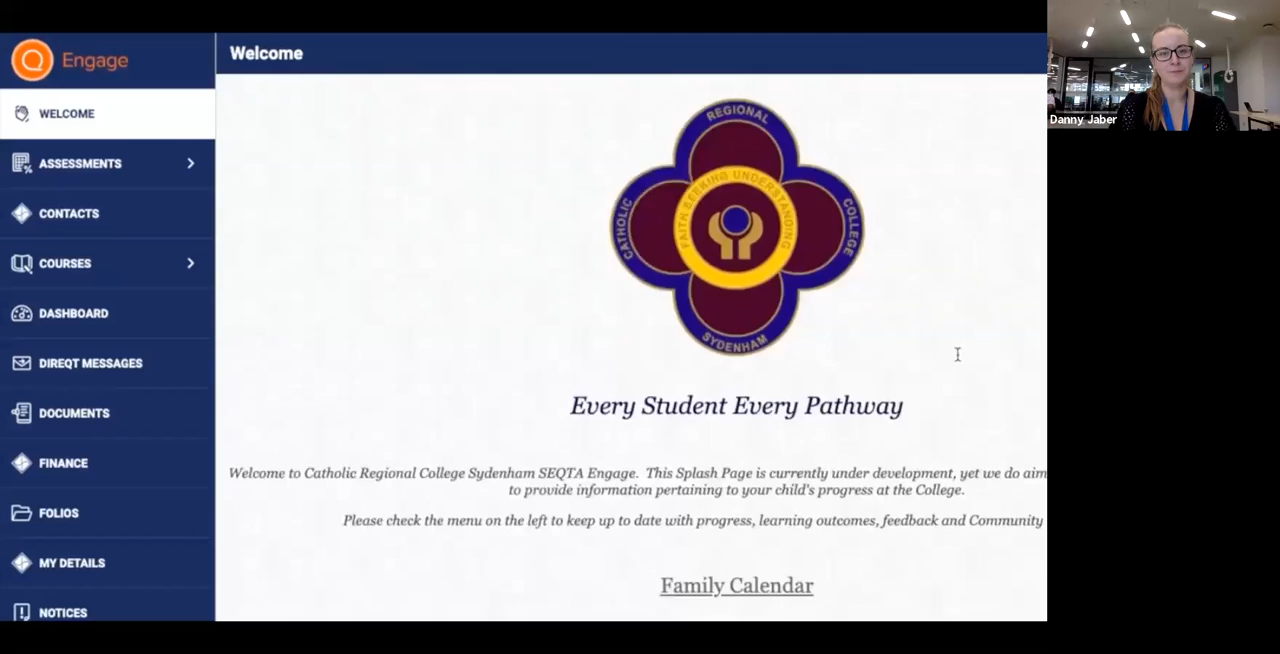 Engage
Welcome
WELCOME
ASSESSMENTS
CONTACTS
COURSES
DASHBOARD
DIREQT MESSAGES
DOCUMENTS
FINANCE
FOLIOS
MY DETAILS
NOTICES
REGIONAL
CATHOLIC
COLLEGE
SYDENHAM
FAITH SEEKING UNDERSTANDING
Every Student Every Pathway
Welcome to Catholic Regional College Sydenham SEQTA Engage. This Splash Page is currently under development, yet we do aim
to provide information pertaining to your child's progress at the College.
Please check the menu on the left to keep up to date with progress, learning outcomes, feedback and Community
Family Calendar
Danny Jaber